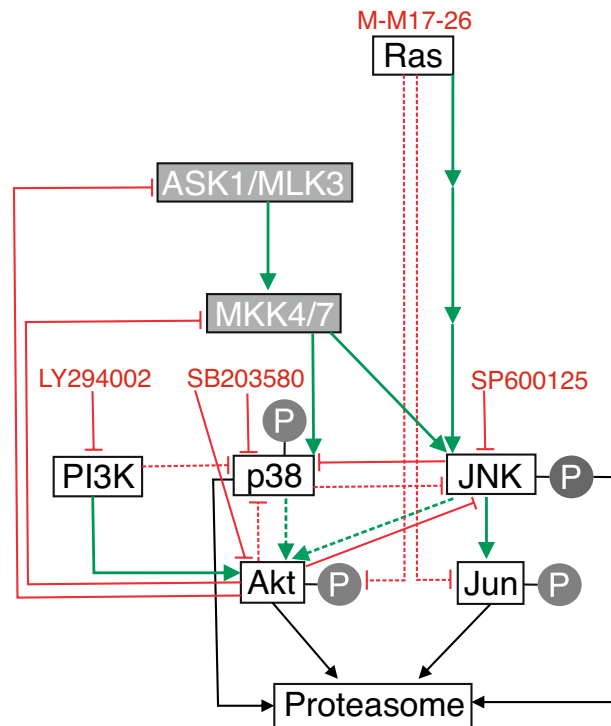 M-M17-26
Ras
ASK1/MLK3
MKK4/7
LY294002
SB203580
SP600125
P
PI3K
p38
JNK
P
Akt
P
Jun
P
Proteasome